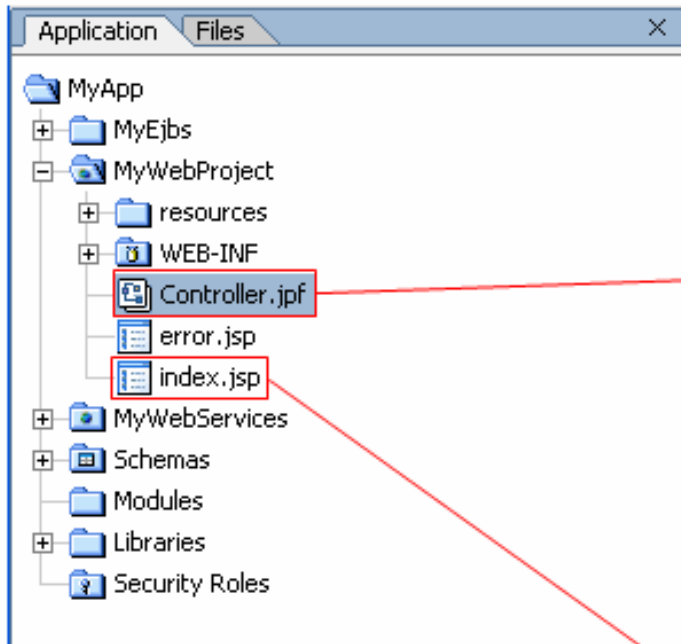 Application Files
MyApp
MyEjbs
MyWebProject
resources
WEB-INF
Controller.jpf
error.jsp
index.jsp
MyWebServices
Schemas
Modules
Libraries
Security Roles